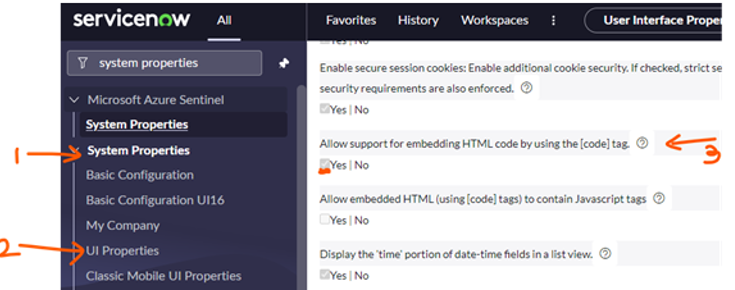 servicenow All Favorites History Workspaces User Interface Prope
system properties
Microsoft Azure Sentinel
System Properties
1 System Properties
Basic Configuration
Basic Configuration UI16
My Company
2 UI Properties
Classic Mobile UI Properties
Yes | No
Enable secure session cookies: Enable additional cookie security. If checked, strict se
security requirements are also enforced.
Yes | No
Allow support for embedding HTML code by using the [code] tag. 3
Yes | No
Allow embedded HTML (using [code] tags) to contain Javascript tags
Yes | No
Display the 'time' portion of date-time fields in a list view.
Yes | No